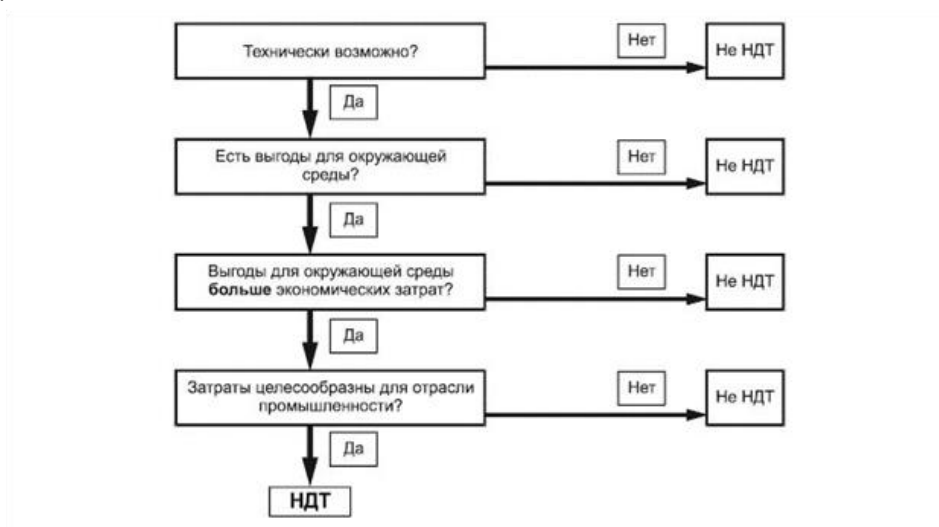 Технически возможно?
Нет
Не НДТ
Да
Есть выгоды для окружающей
среды?
Нет
Не НДТ
Да
Выгоды для окружающей среды
больше экономических затрат?
Нет
Не НДТ
Да
Затраты целесообразны для отрасли
промышленности?
Нет
Не НДТ
Да
НДТ